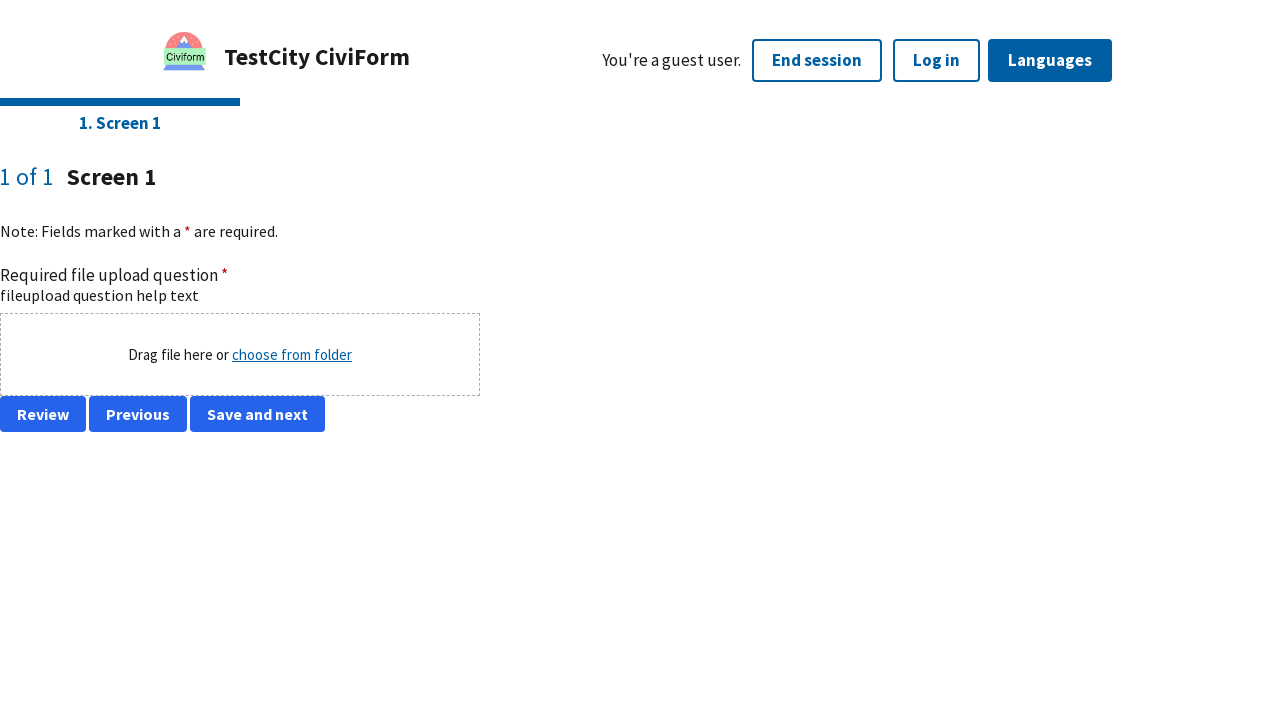 Civiform
TestCity CiviForm
You're a guest user.
End session
Log in
Languages
1. Screen 1
1 of 1 Screen 1
Note: Fields marked with a * are required.
Required file upload question *
fileupload question help text
Drag file here or choose from folder
Review
Previous
Save and next